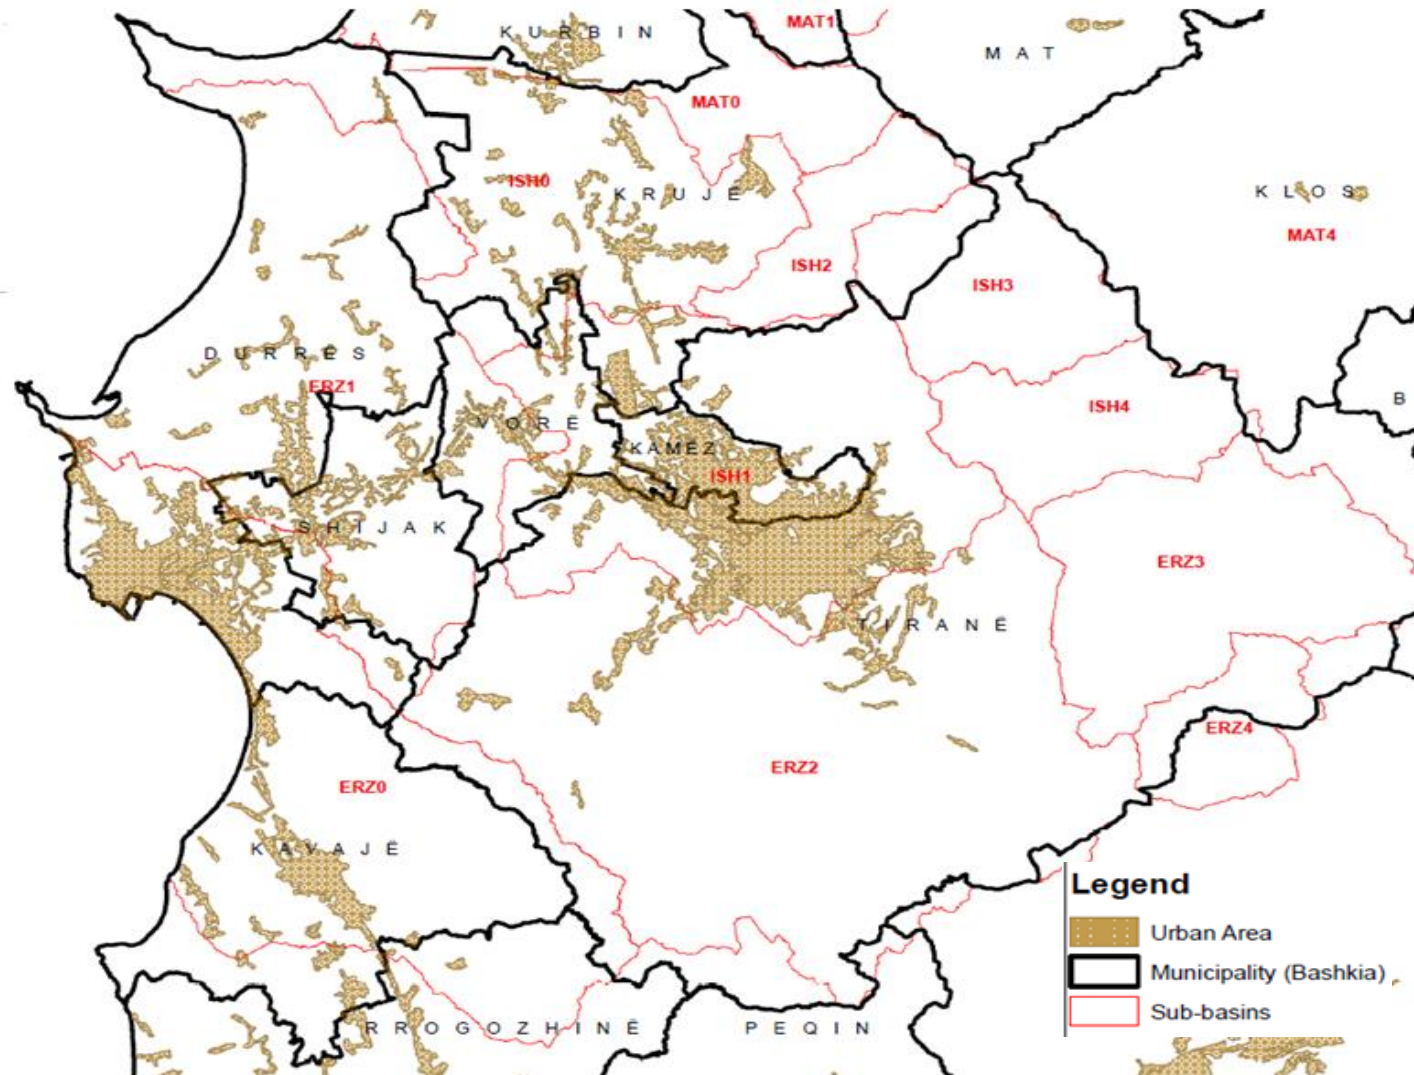 MAT1
KURBIN
MAT
MAT0
ISH0
KRUJË
KLOS
MAT4
ISH2
ISH3
DURRËS
ERZ1
B
ISH4
VORË
KAMËZ
ISH1
SHIJAK
ERZ3
TIRANË
ERZ4
ERZ2
ERZ0
KAVAJË
Legend
Urban Area
Municipality (Bashkia)
Sub-basins
RROGOZHINË
PEQIN